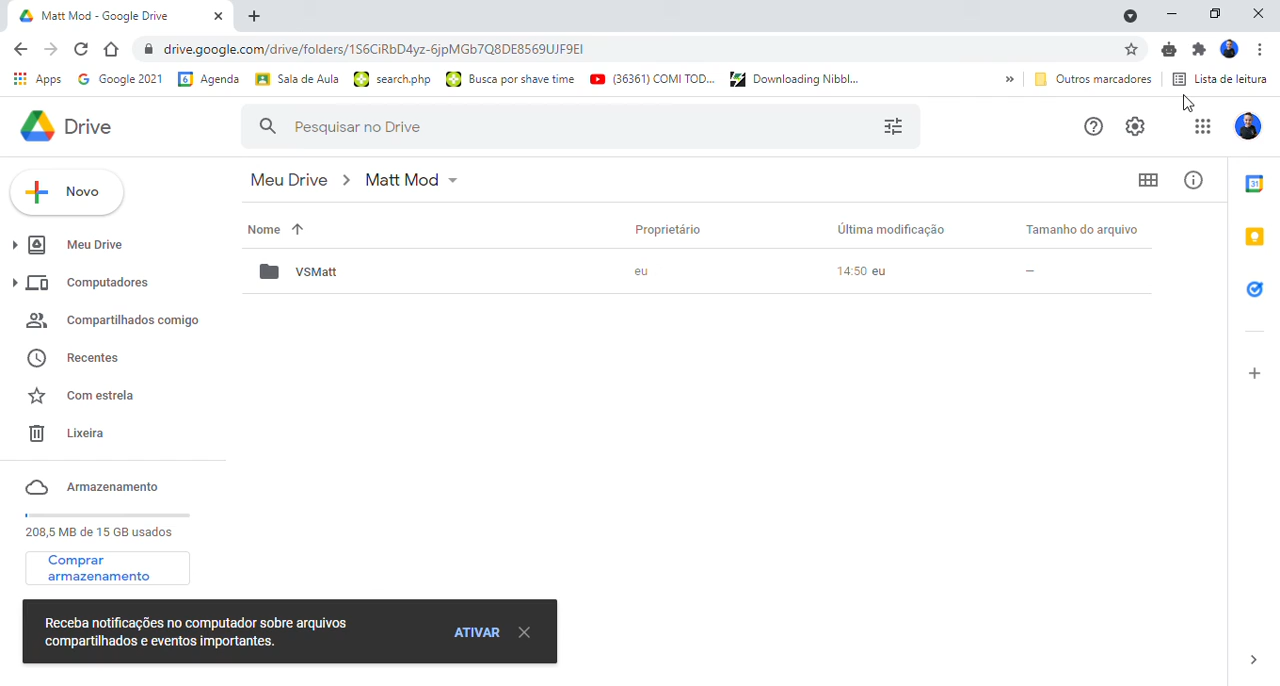 Matt Mod - Google Drive
drive.google.com/drive/folders/1S6CiRbD4yz-6jpMGb7Q8DE8569UJF9EI
Apps Google 2021 6 Agenda Sala de Aula search.php Busca por shave time (36361) COMI TOD... Downloading Nibbl... » Outros marcadores Lista de leitura
Drive Pesquisar no Drive
Novo
Meu Drive > Matt Mod
Nome Proprietário Última modificação Tamanho do arquivo
VSMatt eu 14:50 eu —
Meu Drive
Computadores
Compartilhados comigo
Recentes
Com estrela
Lixeira
Armazenamento
208,5 MB de 15 GB usados
Comprar
armazenamento
Receba notificações no computador sobre arquivos
compartilhados e eventos importantes.
ATIVAR
31